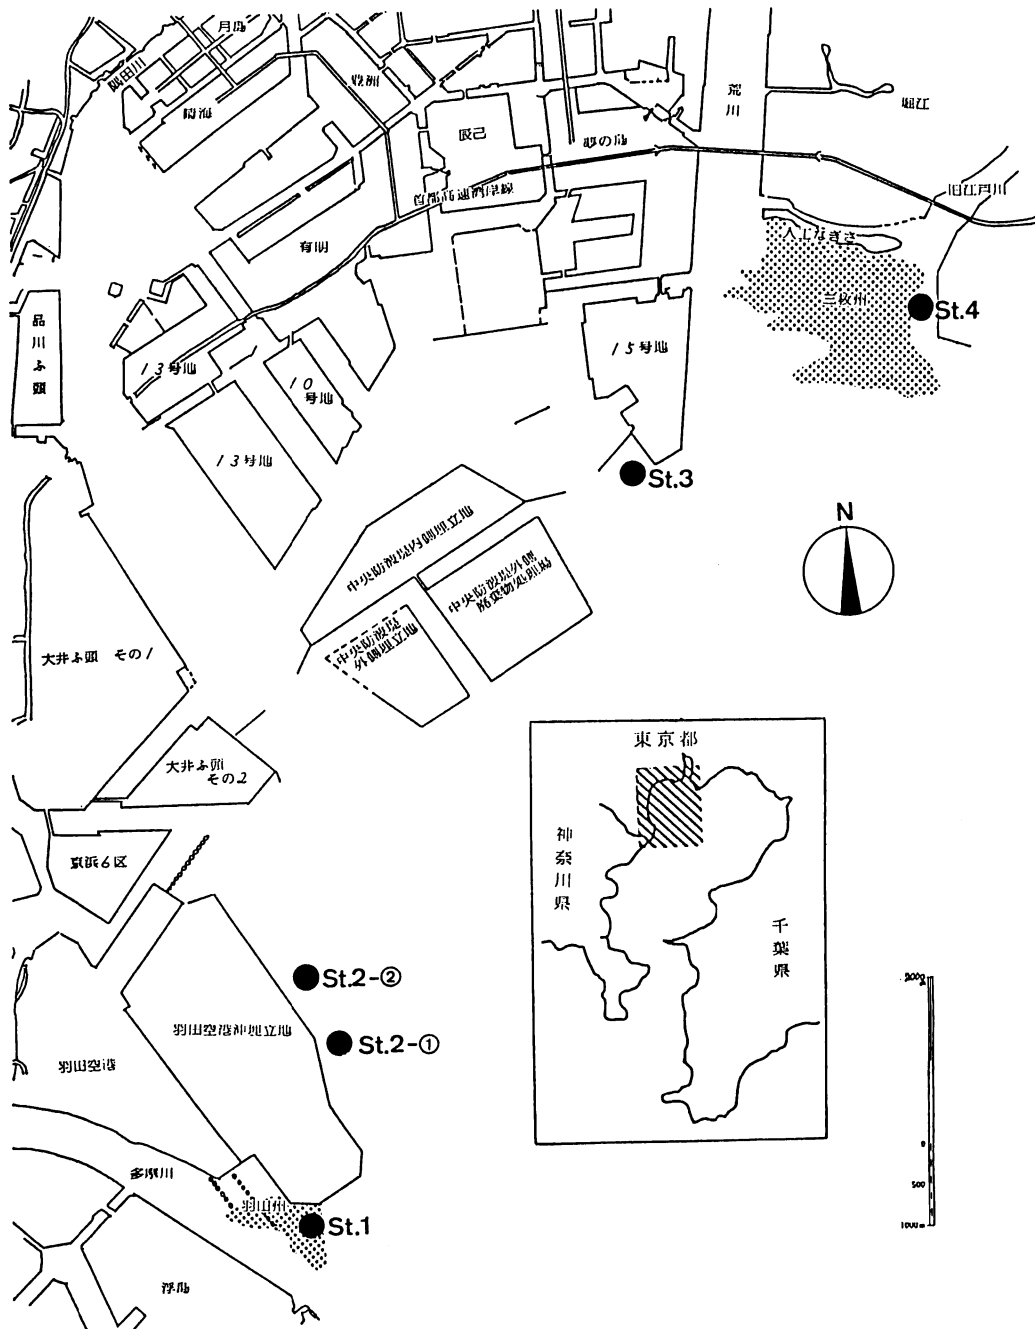 月島
隅田川
晴海
豊洲
辰己
夢の島
荒川
堀江
旧江戸川
首都高速湾岸線
有明
人工なぎさ
三枚州
St.4
品川ふ頭
13号地
10号地
15号地
13号地
St.3
N
中央防波堤内側埋立地
中央防波堤外側
廃棄物処理場
中央防波堤
外側埋立地
大井ふ頭 その1
大井ふ頭
その2
京浜6区
東京都
神奈川県
千葉県
St.2-②
St.2-①
羽田空港沖埋立地
羽田空港
多摩川
羽田州
St.1
浮島
2000
0
500
1000m